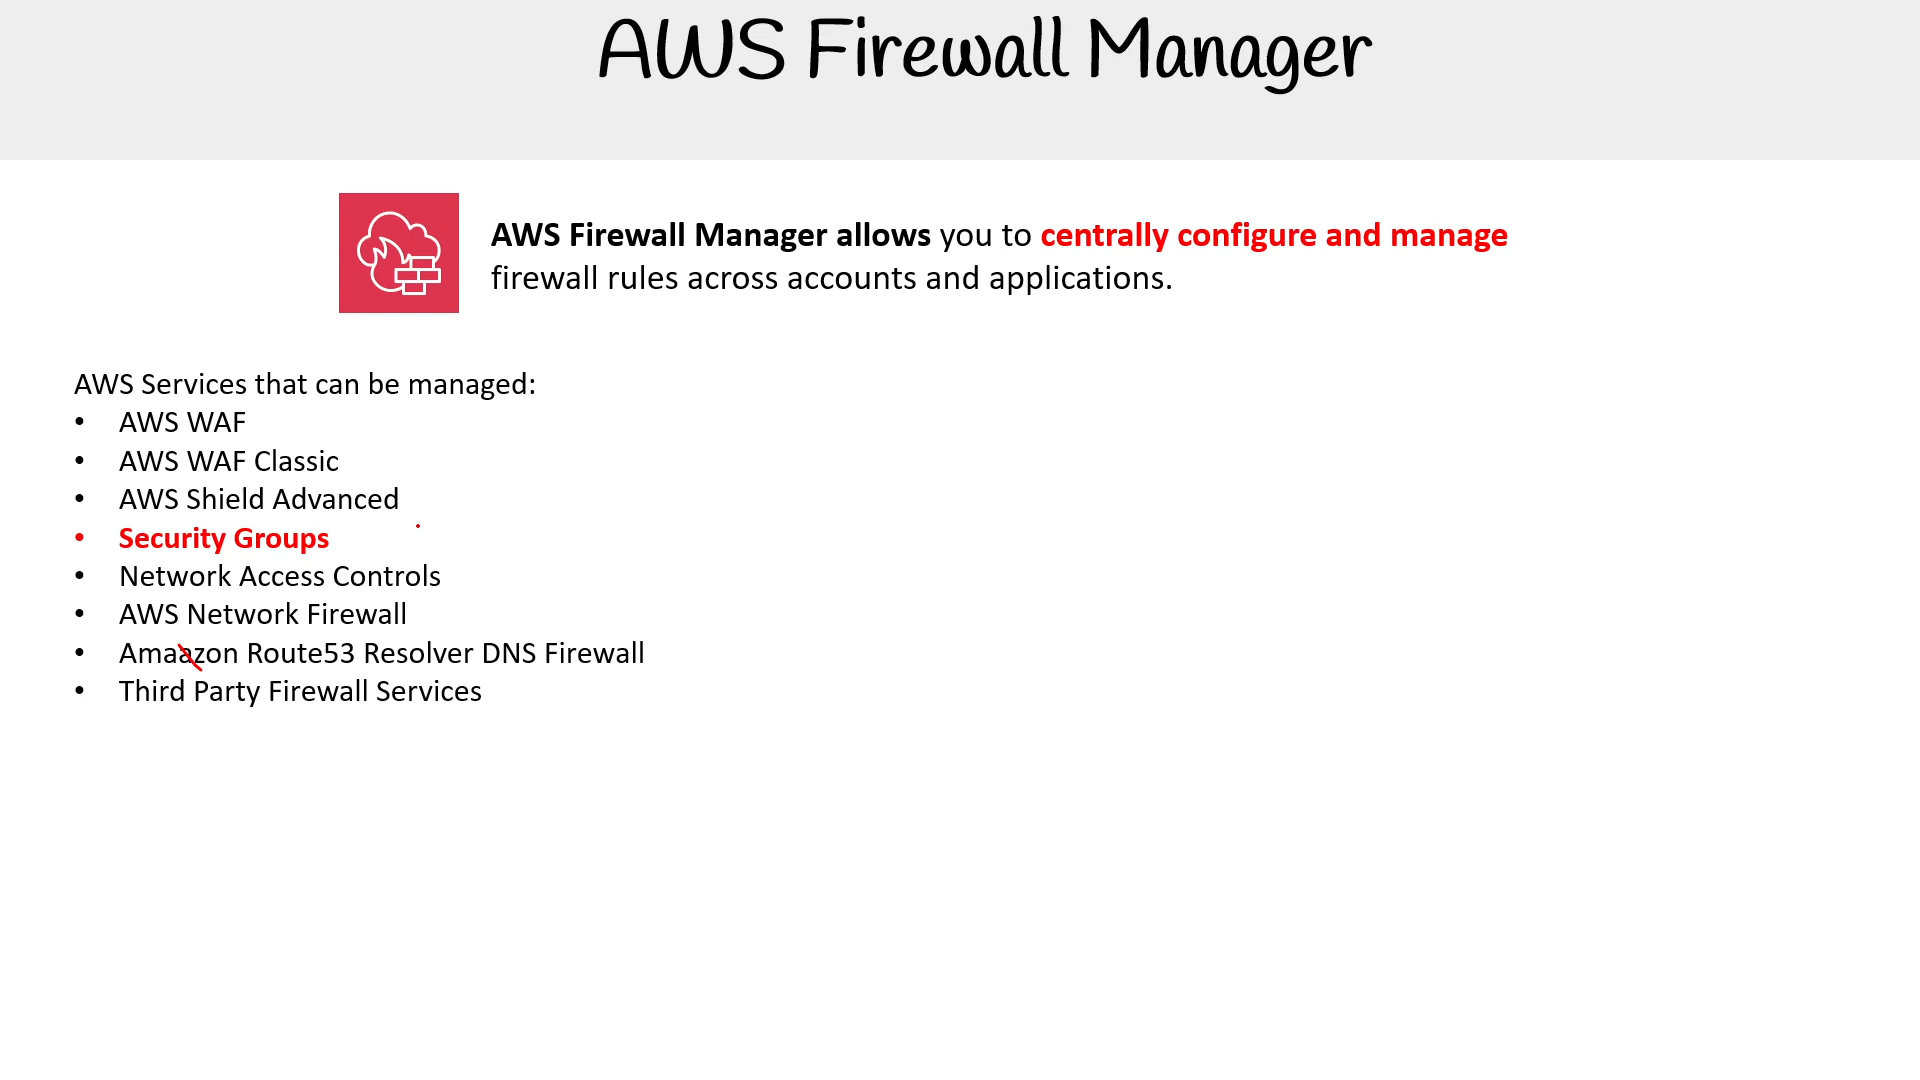 AWS Firewall Manager
AWS Firewall Manager allows you to centrally configure and manage
firewall rules across accounts and applications.
AWS Services that can be managed:
• AWS WAF
• AWS WAF Classic
• AWS Shield Advanced
• Security Groups
• Network Access Controls
• AWS Network Firewall
• Amaazon Route53 Resolver DNS Firewall
• Third Party Firewall Services